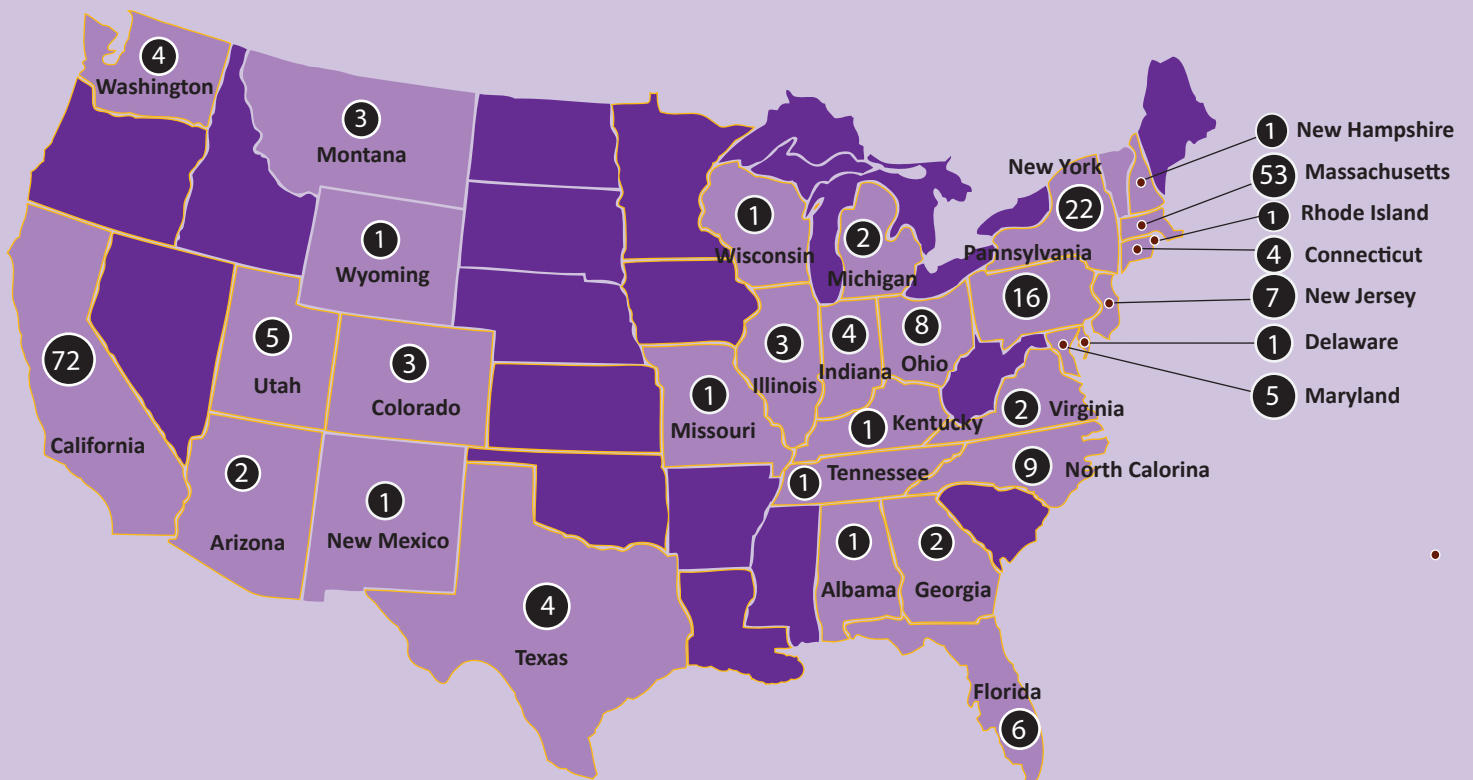 4
Washington
3
Montana
1
Wyoming
72
California
5
Utah
3
Colorado
2
Arizona
1
New Mexico
4
Texas
1
Wisconsin
2
Michigan
3
Illinois
4
Indiana
8
Ohio
1
Missouri
1
Kentucky
1
Tennessee
1
Albama
2
Georgia
Florida
6
New York
22
Pannsylvania
16
2
Virginia
9
North Calorina
1 New Hampshire
53 Massachusetts
1 Rhode Island
4 Connecticut
7 New Jersey
1 Delaware
5 Maryland